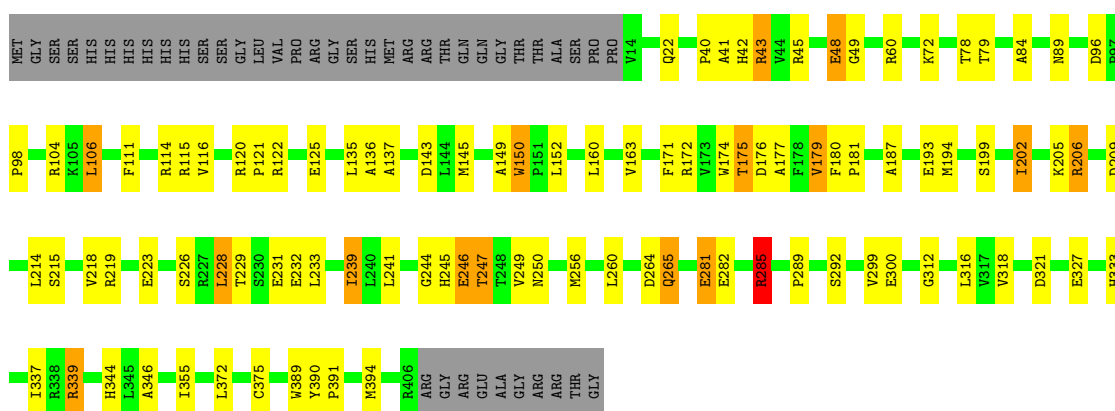 MET GLY SER SER HIS HIS HIS HIS HIS HIS SER SER GLY LEU VAL PRO ARG GLY SER HIS MET ARG ARG THR GLN GLN GLY THR THR ALA SER PRO PRO V14 Q22 P40 A41 H42 R43 V44 R45 E48 G49 R60 K72 T78 T79 A84 N89 D96 P97
P98 R104 K105 L106 F111 R114 R115 V116 R120 P121 R122 E125 L135 A136 A137 D143 L144 M145 A149 W150 P151 L152 L160 V163 F171 R172 V173 W174 T175 D176 A177 F178 V179 F180 P181 A187 E193 M194 S199 I202 K205 R206 D209
L214 S215 V218 R219 E223 S226 R227 L228 T229 S230 E231 E232 L233 I239 L240 L241 G244 H245 E246 T247 T248 V249 N250 M256 L260 D264 Q265 E281 E282 R285 P289 S292 V299 E300 G312 L316 V317 V318 D321 E327 H333
I337 R338 R339 H344 L345 A346 I355 L372 C375 W389 Y390 P391 M394 R406 ARG GLY ARG GLU ALA GLY ARG ARG THR GLY